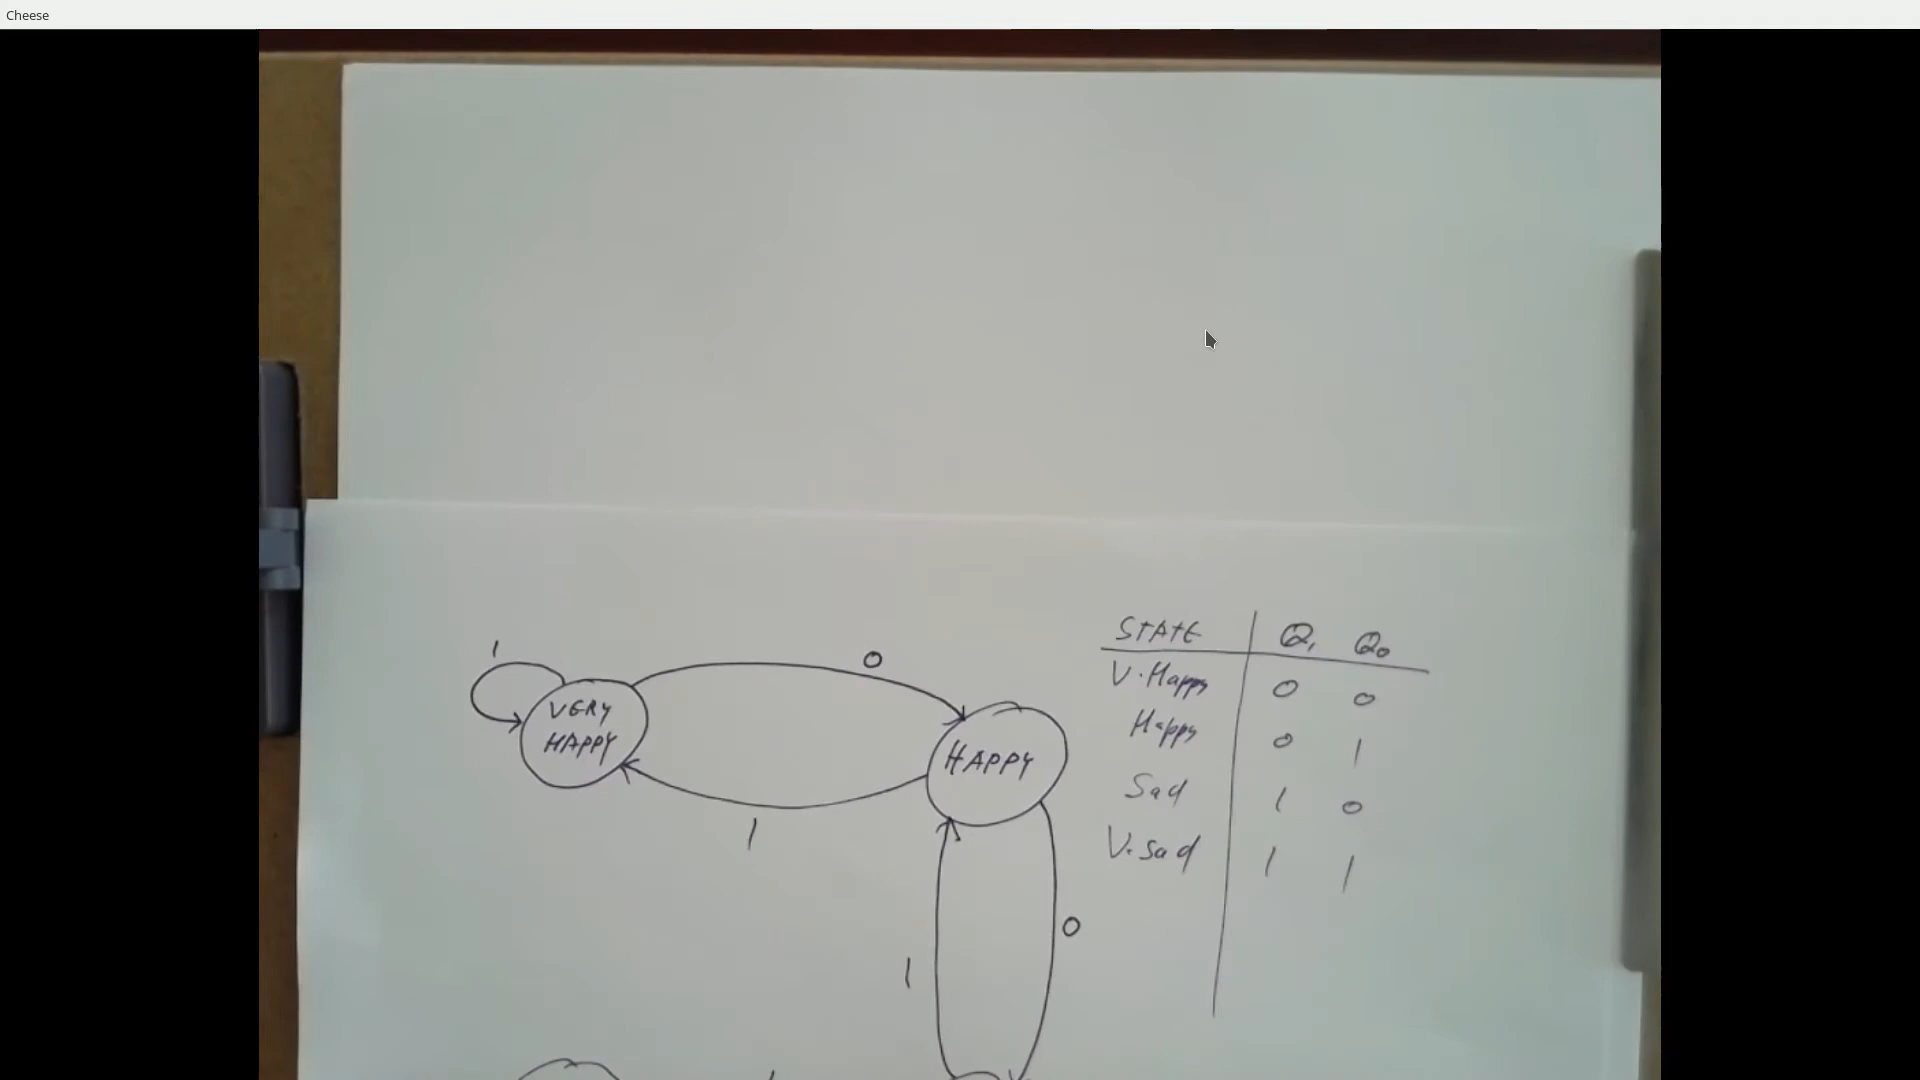 Cheese
1
0
VERY
HAPPY
HAPPY
1
1
0
STATE Q1 Q0
V.Happy 0 0
Happy 0 1
Sad 1 0
V.Sad 1 1